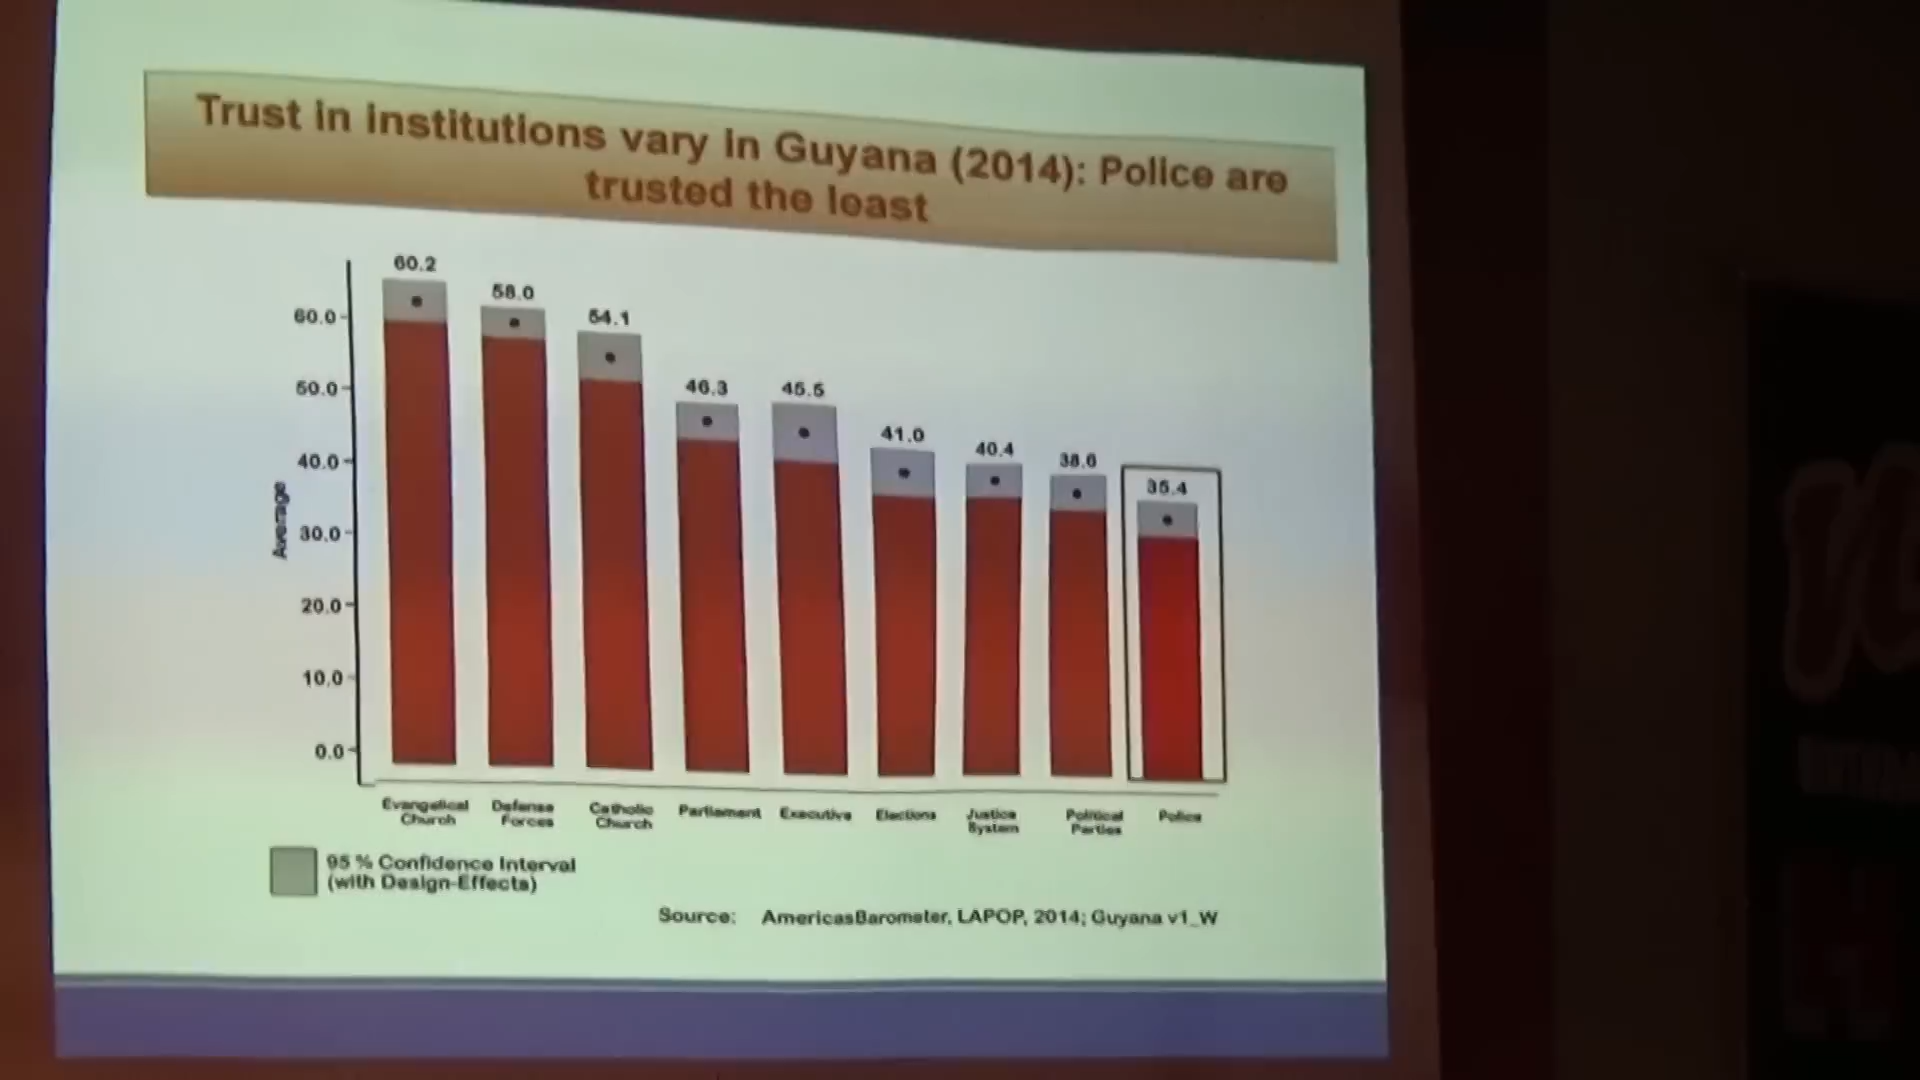 Trust in institutions vary in Guyana (2014): Police are
trusted the least
60.2
58.0
54.1
46.3
45.5
41.0
40.4
38.0
35.4
60.0
50.0
40.0
30.0
20.0
10.0
0.0
Average
Evangelical
Church
Defense
Forces
Catholic
Church
Parliament
Executive
Elections
Justice
System
Political
Parties
Police
95 % Confidence Interval
(with Design-Effects)
Source: AmericasBarometer, LAPOP, 2014; Guyana v1_W